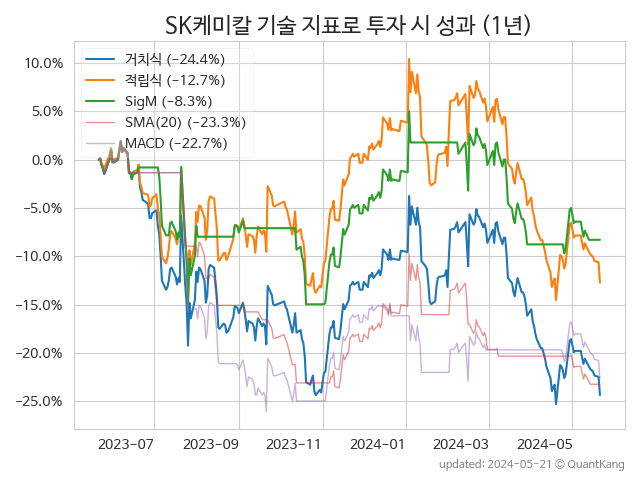 SK케미칼 기술 지표로 투자 시 성과 (1년)
거치식 (−24.4%)
적립식 (−12.7%)
SigM (−8.3%)
SMA(20) (−23.3%)
MACD (−22.7%)
10.0%
5.0%
0.0%
−5.0%
−10.0%
−15.0%
−20.0%
−25.0%
2023-07 2023-09 2023-11 2024-01 2024-03 2024-05
updated: 2024-05-21 © QuantKang